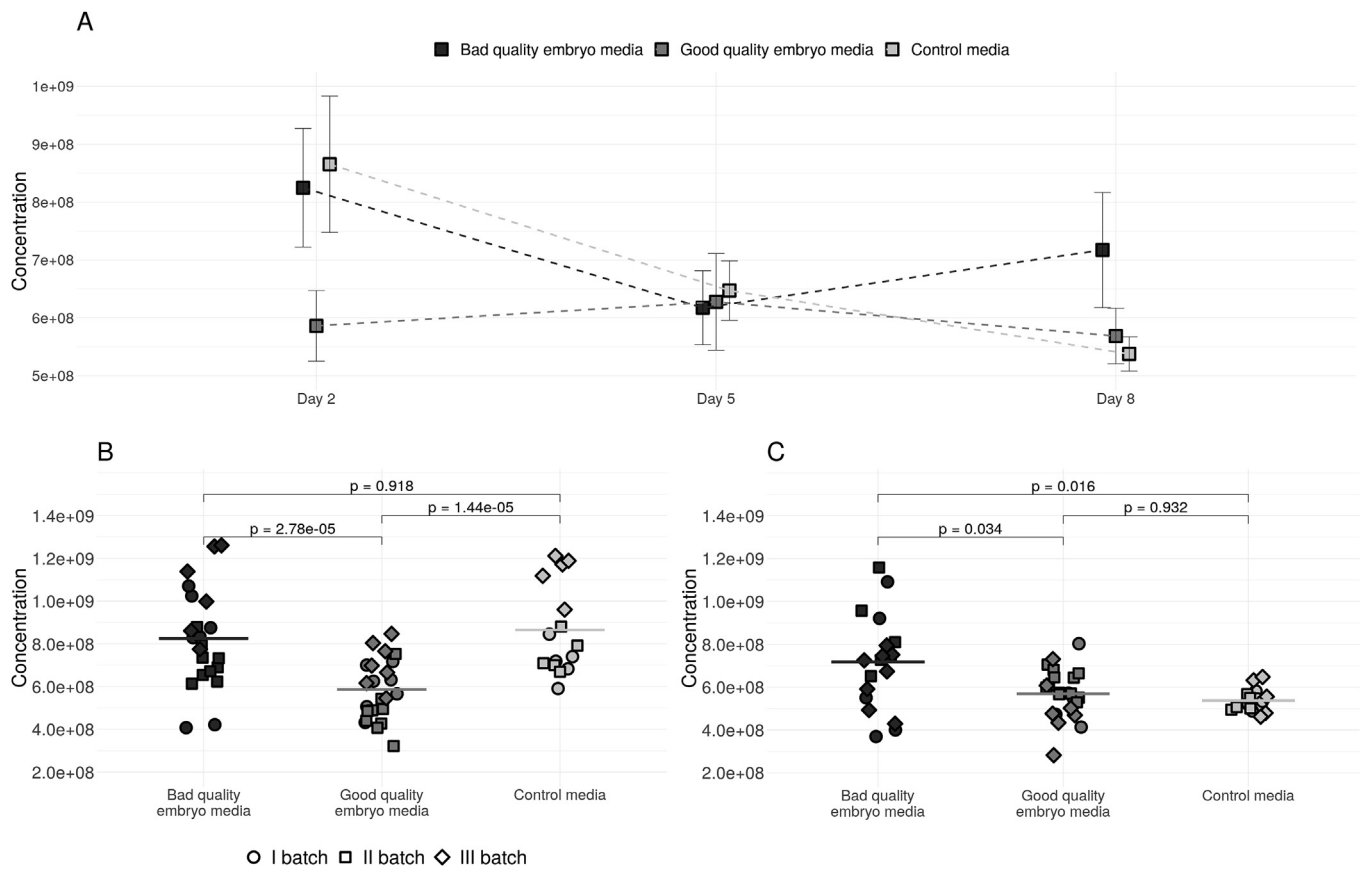 A
Bad quality embryo media Good quality embryo media Control media
Concentration
1e+09
9e+08
8e+08
7e+08
6e+08
5e+08
Day 2 Day 5 Day 8
B
Concentration
1.4e+09
1.2e+09
1.0e+09
8.0e+08
6.0e+08
4.0e+08
2.0e+08
p = 0.918
p = 1.44e-05
p = 2.78e-05
Bad quality
embryo media
Good quality
embryo media
Control media
I batch II batch III batch
C
Concentration
1.4e+09
1.2e+09
1.0e+09
8.0e+08
6.0e+08
4.0e+08
2.0e+08
p = 0.016
p = 0.932
p = 0.034
Bad quality
embryo media
Good quality
embryo media
Control media